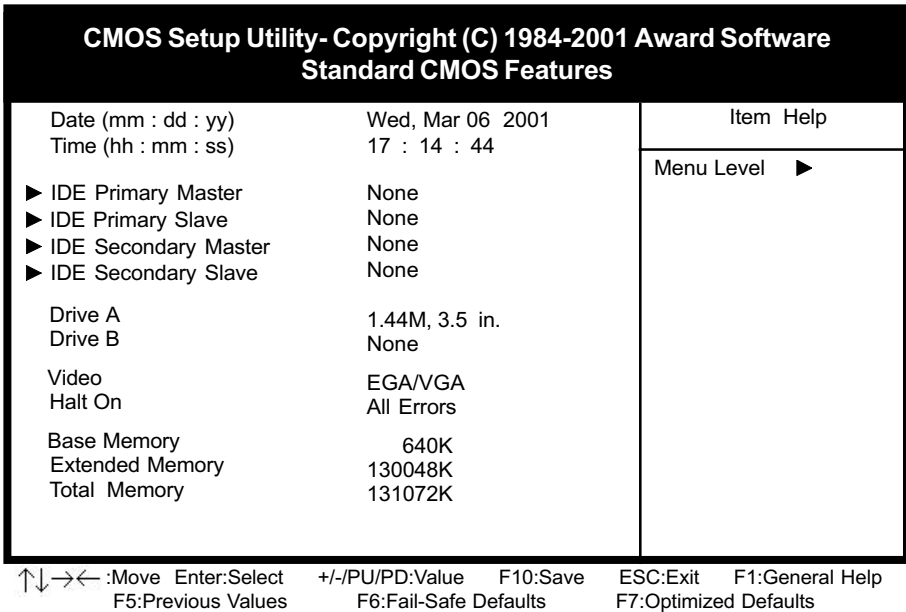 CMOS Setup Utility- Copyright (C) 1984-2001 Award Software
Standard CMOS Features
Date (mm : dd : yy) Wed, Mar 06 2001
Time (hh : mm : ss) 17 : 14 : 44
Item Help
Menu Level ▶
▶ IDE Primary Master None
▶ IDE Primary Slave None
▶ IDE Secondary Master None
▶ IDE Secondary Slave None
Drive A 1.44M, 3.5 in.
Drive B None
Video EGA/VGA
Halt On All Errors
Base Memory 640K
Extended Memory 130048K
Total Memory 131072K
↑↓→← :Move Enter:Select +/-/PU/PD:Value F10:Save ESC:Exit F1:General Help
F5:Previous Values F6:Fail-Safe Defaults F7:Optimized Defaults